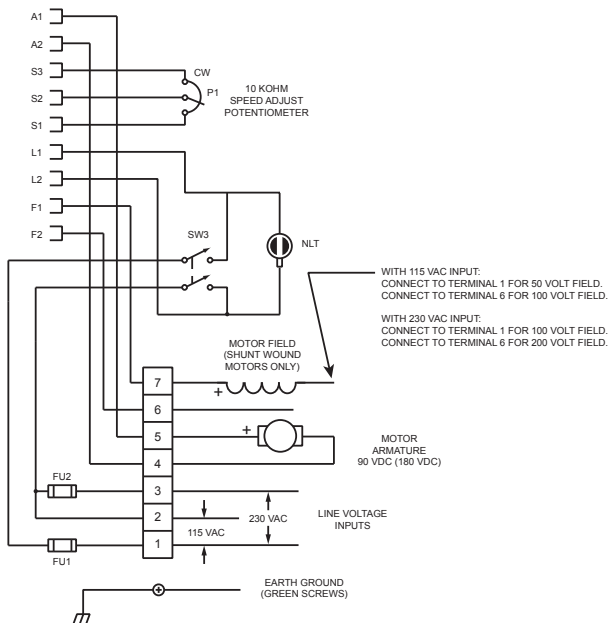 A1
A2
S3
S2
S1
L1
L2
F1
F2
CW
P1
10 KOHM
SPEED ADJUST
POTENTIOMETER
SW3
NLT
WITH 115 VAC INPUT:
CONNECT TO TERMINAL 1 FOR 50 VOLT FIELD.
CONNECT TO TERMINAL 6 FOR 100 VOLT FIELD.
WITH 230 VAC INPUT:
CONNECT TO TERMINAL 1 FOR 100 VOLT FIELD.
CONNECT TO TERMINAL 6 FOR 200 VOLT FIELD.
MOTOR FIELD
(SHUNT WOUND
MOTORS ONLY)
7
+
6
5
+
4
MOTOR
ARMATURE
90 VDC (180 VDC)
FU2
3
2
1
115 VAC
230 VAC
LINE VOLTAGE
INPUTS
FU1
EARTH GROUND
(GREEN SCREWS)